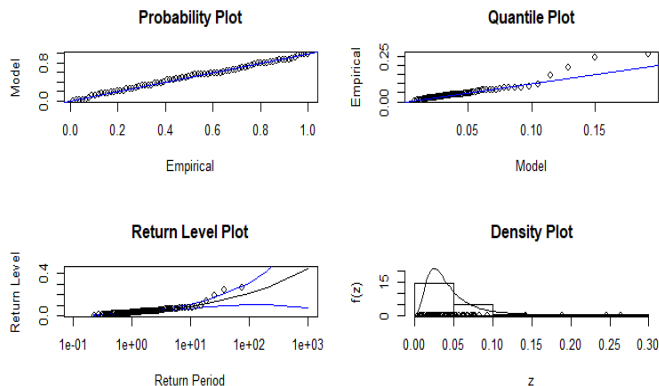 Probability Plot
Model
0.0 0.8
0.0 0.2 0.4 0.6 0.8 1.0
Empirical
Quantile Plot
Empirical
0.00 0.25
0.05 0.10 0.15
Model
Return Level Plot
Return Level
0.0 0.4
1e-01 1e+00 1e+01 1e+02 1e+03
Return Period
Density Plot
f(z)
0 15
0.00 0.05 0.10 0.15 0.20 0.25 0.30
z